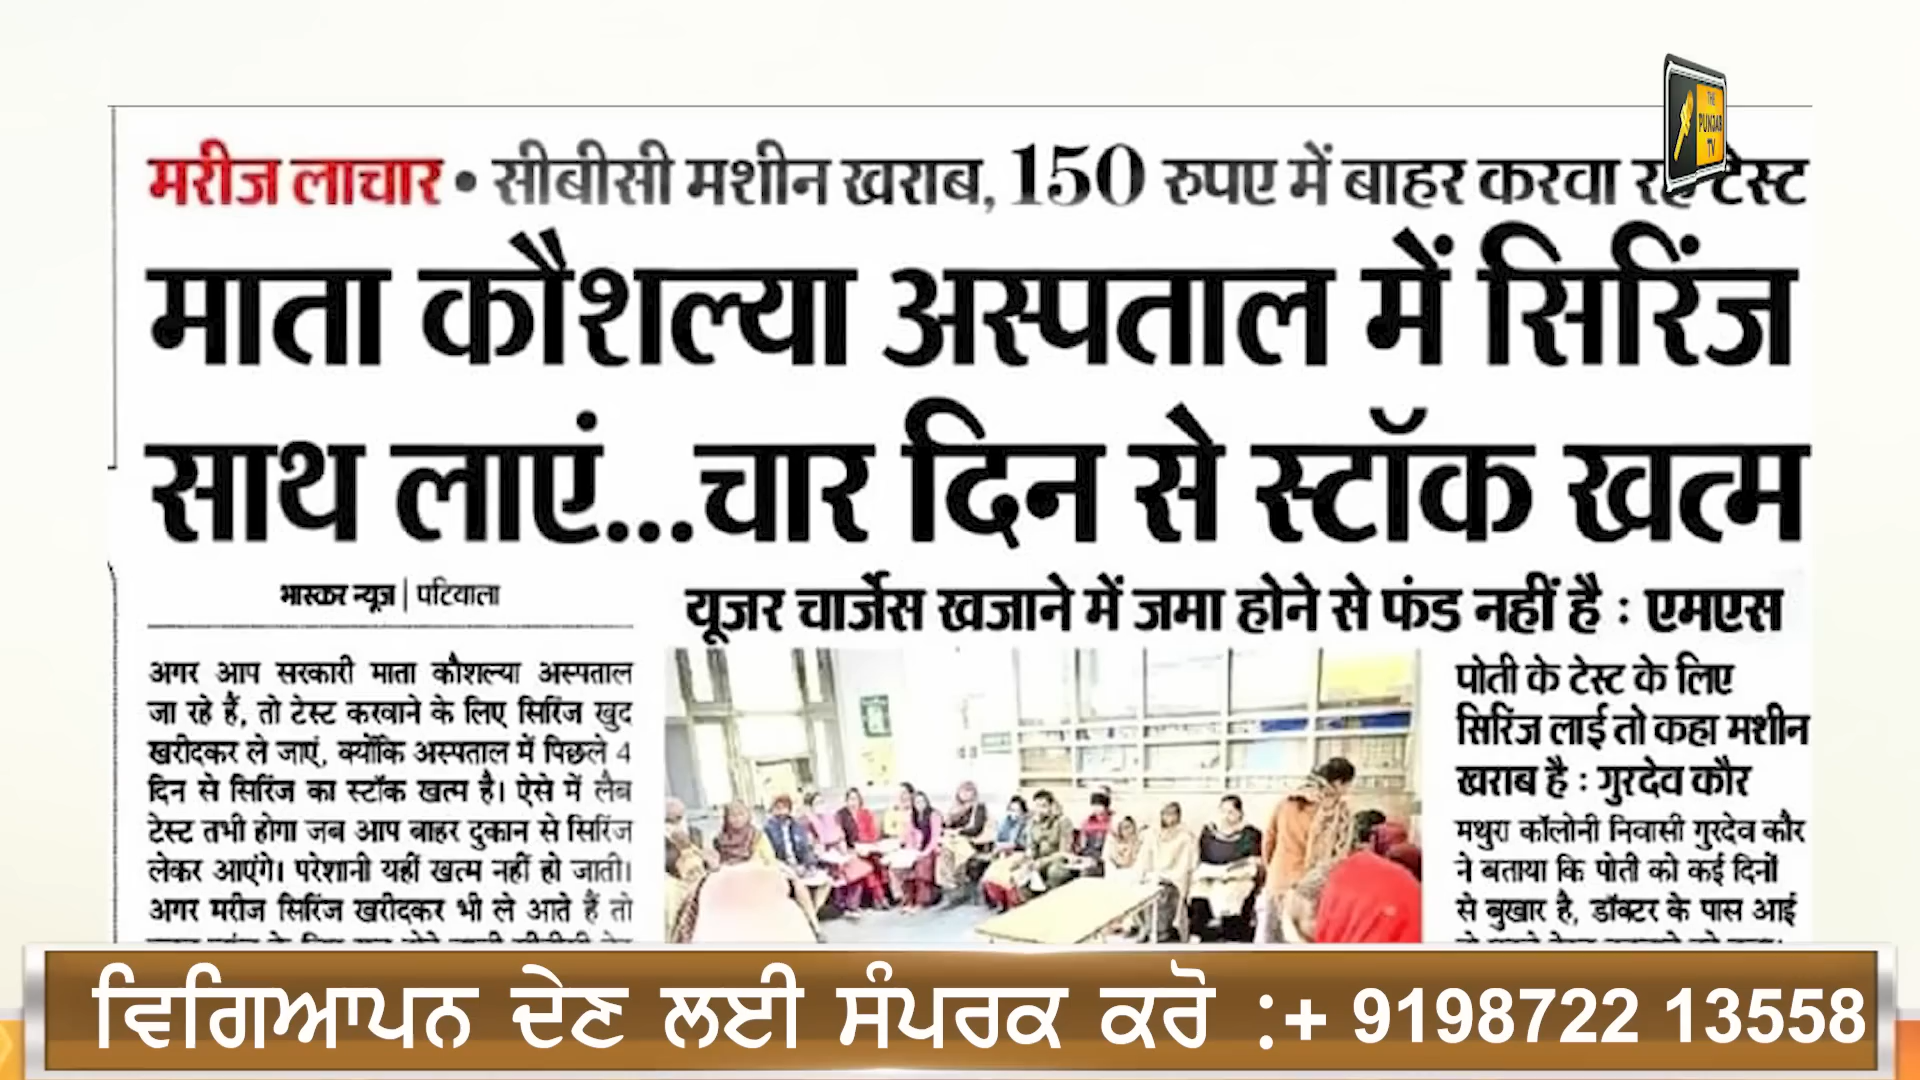 THE
PUNJAB
TV
मरीज लाचार • सीबीसी मशीन खराब, 150 रुपए में बाहर करवा रहे टेस्ट
माता कौशल्या अस्पताल में सिरिंज
साथ लाएं...चार दिन से स्टॉक खत्म
भास्कर न्यूज | पटियाला
अगर आप सरकारी माता कौशल्या अस्पताल
जा रहे हैं, तो टेस्ट करवाने के लिए सिरिंज खुद
खरीदकर ले जाएं, क्योंकि अस्पताल में पिछले 4
दिन से सिरिंज का स्टॉक खत्म है। ऐसे में लैब
टेस्ट तभी होगा जब आप बाहर दुकान से सिरिंज
लेकर आएंगे। परेशानी यहीं खत्म नहीं हो जाती।
अगर मरीज सिरिंज खरीदकर भी ले आते हैं तो
यूजर चार्जेस खजाने में जमा होने से फंड नहीं है : एमएस
पोती के टेस्ट के लिए
सिरिंज लाई तो कहा मशीन
खराब है : गुरदेव कौर
मथुरा कॉलोनी निवासी गुरदेव कौर
ने बताया कि पोती को कई दिनों
से बुखार है, डॉक्टर के पास आई
ਵਿਗਿਆਪਨ ਦੇਣ ਲਈ ਸੰਪਰਕ ਕਰੋ :+ 9198722 13558